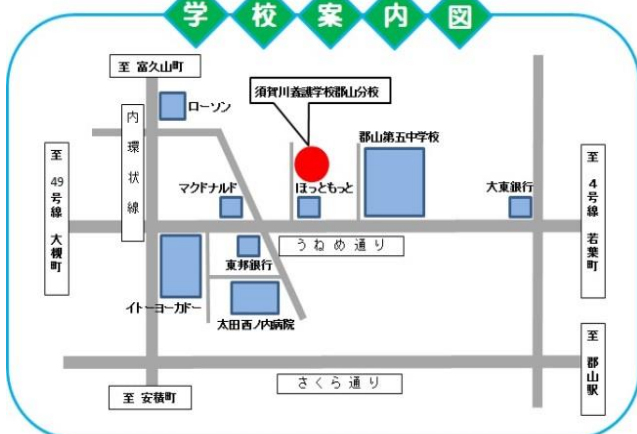 学校案内図
至 富久山町
ローソン
須賀川養護学校郡山分校
内環状線
郡山第五中学校
至 49号線 大槻町
マクドナルド
ほっともっと
大東銀行
至 4号線 若葉町
うねめ通り
東邦銀行
イトーヨーカドー
太田西ノ内病院
至 郡山駅
さくら通り
至 安積町